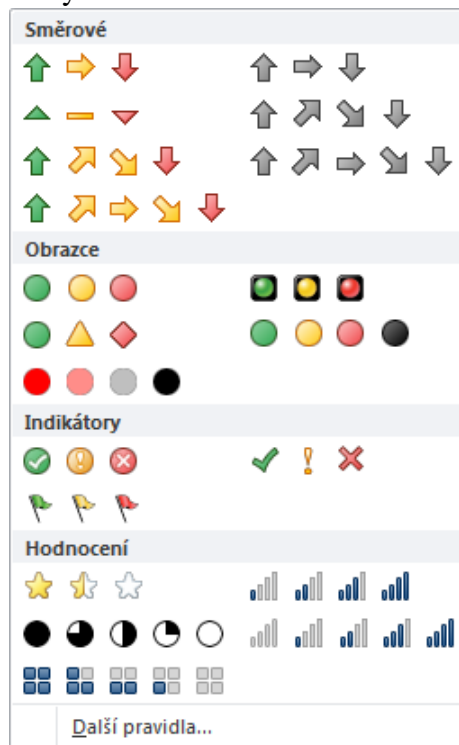 Směrové
Obrazce
Indikátory
Hodnocení
Další pravidla...